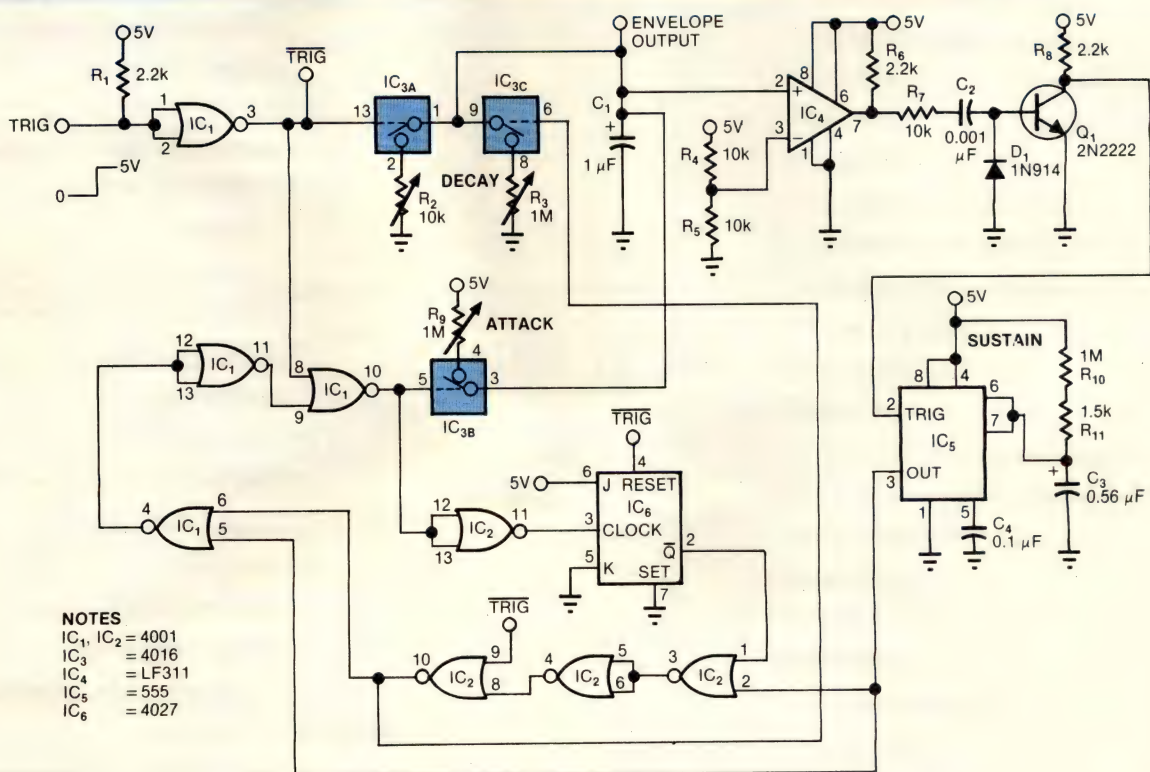 5V
R1
2.2k
TRIG
1
2
IC1
3
0
5V
TRIG
13
IC3A
1
2
R2
10k
DECAY
IC3C
9
6
8
R3
1M
ENVELOPE
OUTPUT
C1
+
1 µF
5V
R4
10k
R5
10k
2
+
3
−
8
6
IC4
7
1
4
5V
R6
2.2k
R7
10k
C2
0.001
µF
D1
1N914
5V
R8
2.2k
Q1
2N2222
12
13
IC1
11
8
9
IC1
10
5V
R9
1M
ATTACK
4
5
3
IC3B
4
IC1
6
5
12
13
IC2
11
TRIG
4
5V
6
J RESET
IC6
3
CLOCK
5
K
Q
2
SET
7
5V
SUSTAIN
8
4
2
TRIG
IC5
OUT
3
6
7
1
5
C4
0.1 µF
1M
R10
1.5k
R11
+
C3
0.56 µF
TRIG
10
IC2
9
8
4
IC2
5
6
3
IC2
1
2
NOTES
IC1, IC2 = 4001
IC3 = 4016
IC4 = LF311
IC5 = 555
IC6 = 4027